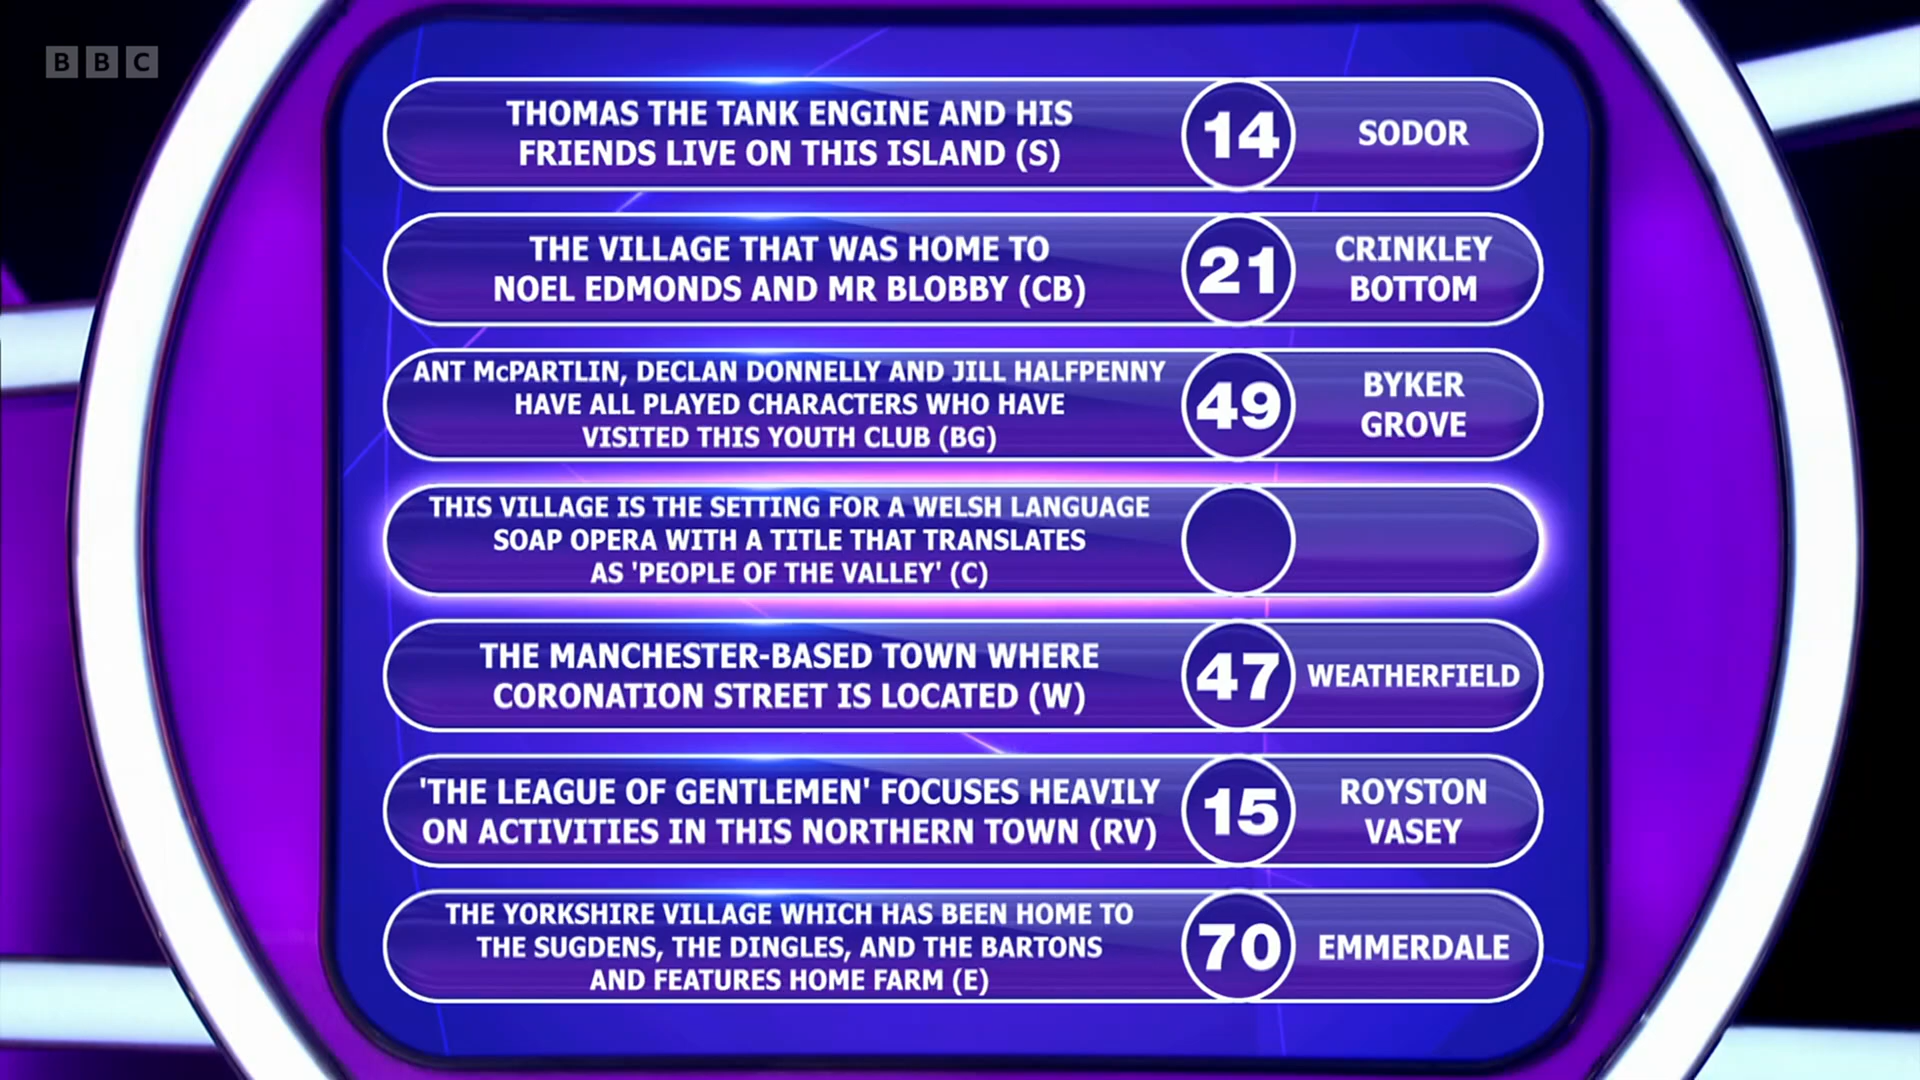 BBC
THOMAS THE TANK ENGINE AND HIS
FRIENDS LIVE ON THIS ISLAND (S)
14
SODOR
THE VILLAGE THAT WAS HOME TO
NOEL EDMONDS AND MR BLOBBY (CB)
21
CRINKLEY
BOTTOM
ANT McPARTLIN, DECLAN DONNELLY AND JILL HALFPENNY
HAVE ALL PLAYED CHARACTERS WHO HAVE
VISITED THIS YOUTH CLUB (BG)
49
BYKER
GROVE
THIS VILLAGE IS THE SETTING FOR A WELSH LANGUAGE
SOAP OPERA WITH A TITLE THAT TRANSLATES
AS 'PEOPLE OF THE VALLEY' (C)
THE MANCHESTER-BASED TOWN WHERE
CORONATION STREET IS LOCATED (W)
47
WEATHERFIELD
'THE LEAGUE OF GENTLEMEN' FOCUSES HEAVILY
ON ACTIVITIES IN THIS NORTHERN TOWN (RV)
15
ROYSTON
VASEY
THE YORKSHIRE VILLAGE WHICH HAS BEEN HOME TO
THE SUGDENS, THE DINGLES, AND THE BARTONS
AND FEATURES HOME FARM (E)
70
EMMERDALE